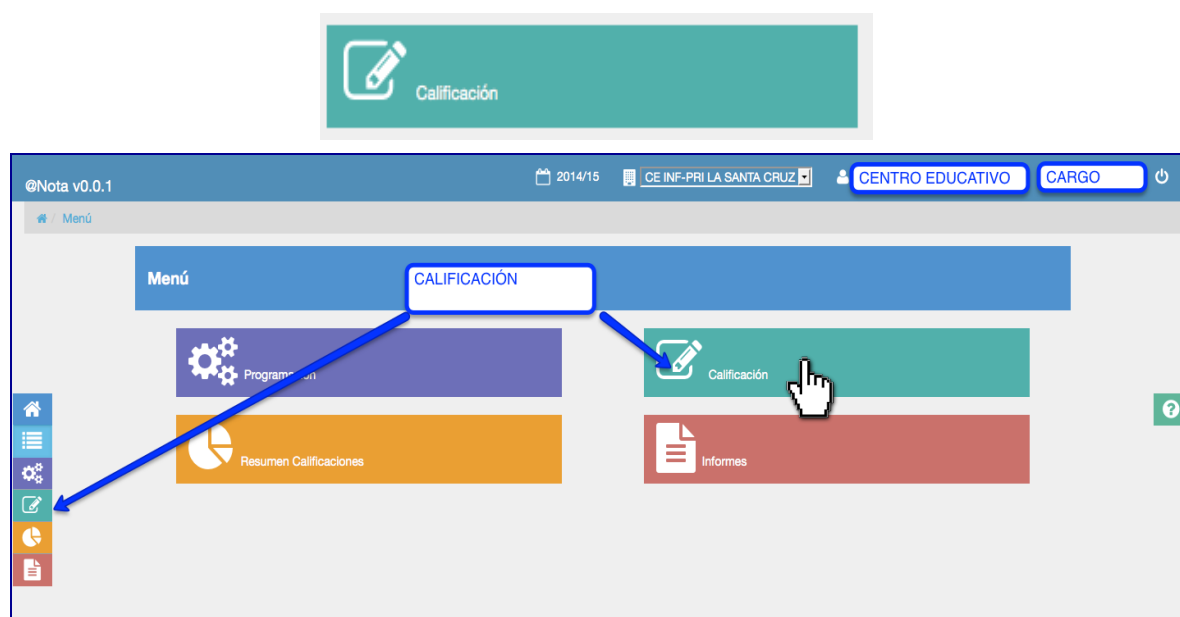 Calificación
@Nota v0.0.1
2014/15
CE INF-PRI LA SANTA CRUZ
CENTRO EDUCATIVO
CARGO
/ Menú
Menú
CALIFICACIÓN
Programación
Calificación
Resumen Calificaciones
Informes